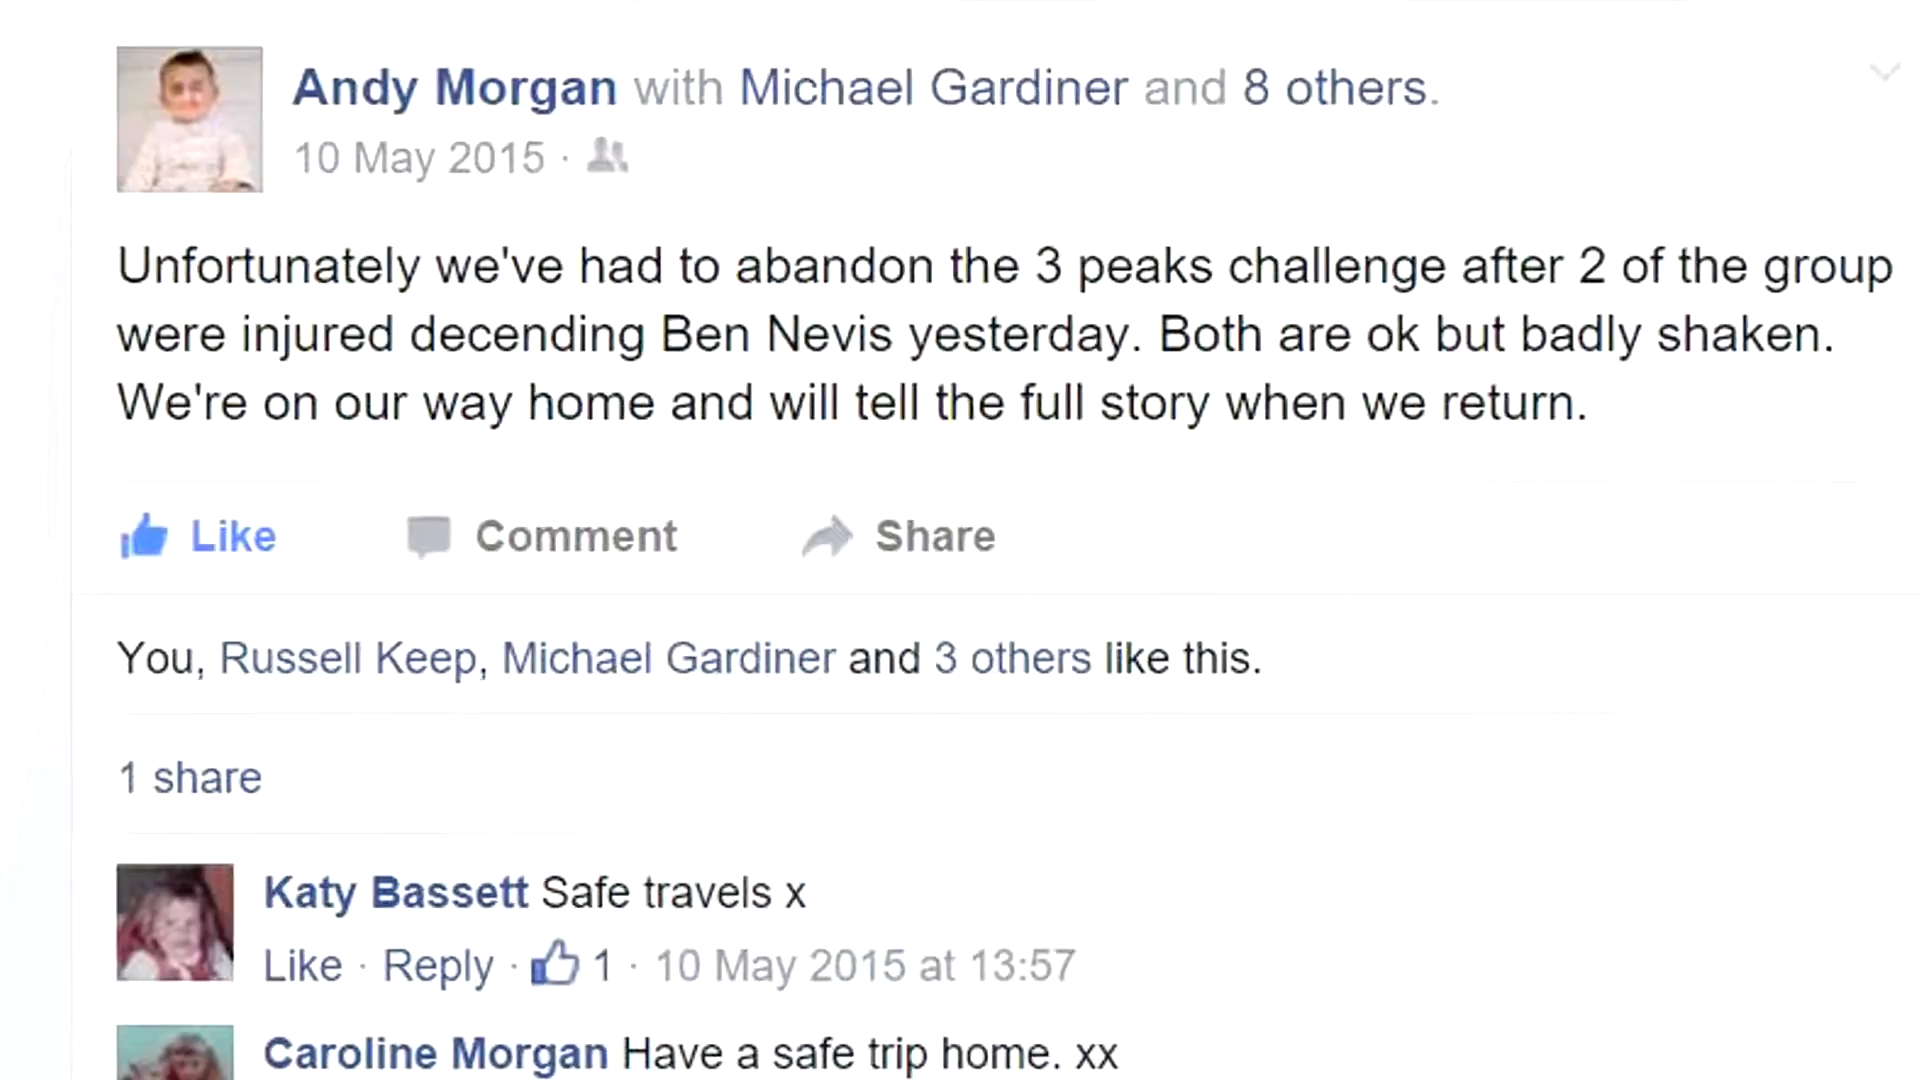 Andy Morgan with Michael Gardiner and 8 others.
10 May 2015 ·
Unfortunately we've had to abandon the 3 peaks challenge after 2 of the group
were injured decending Ben Nevis yesterday. Both are ok but badly shaken.
We're on our way home and will tell the full story when we return.
Like Comment Share
You, Russell Keep, Michael Gardiner and 3 others like this.
1 share
Katy Bassett Safe travels x
Like · Reply · 1 · 10 May 2015 at 13:57
Caroline Morgan Have a safe trip home. xx